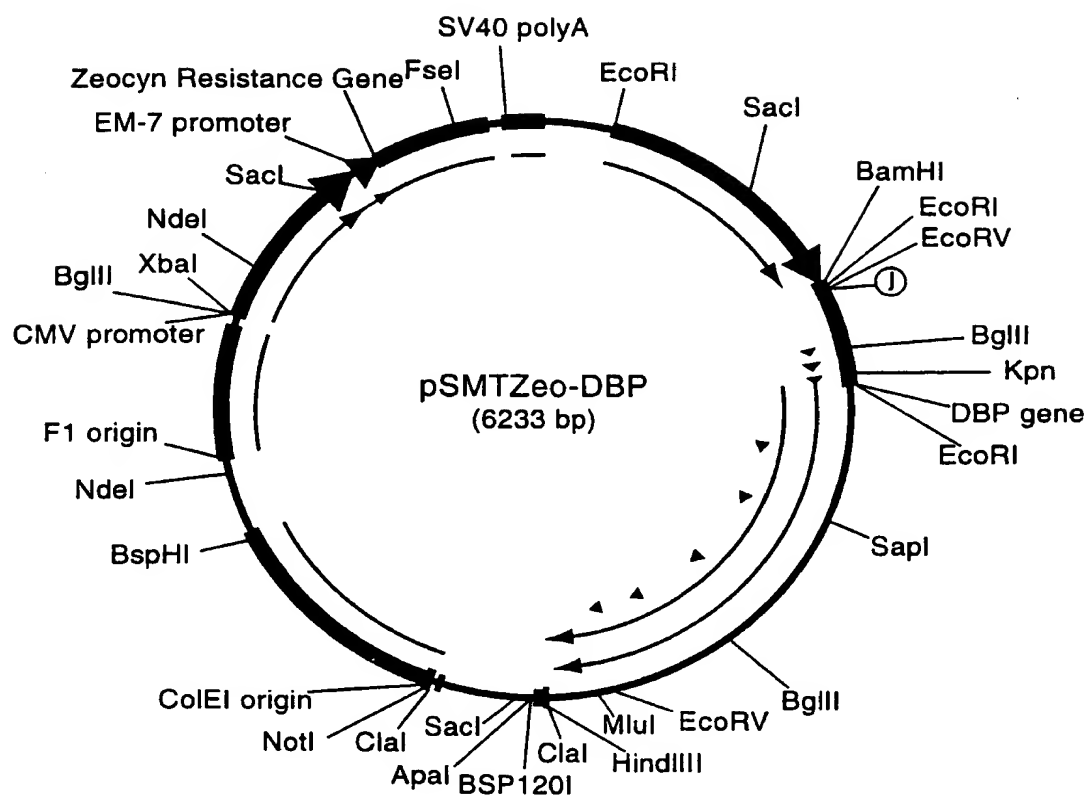 SV40 polyA
Zeocyn Resistance Gene
FseI
EcoRI
EM-7 promoter
SacI
SacI
BamHI
NdeI
EcoRI
XbaI
EcoRV
BglII
J
CMV promoter
BglII
pSMTZeo-DBP
Kpn
(6233 bp)
DBP gene
F1 origin
EcoRI
NdeI
BspHI
SapI
ColEI origin
BglII
NotI
ClaI
SacI
MluI
EcoRV
ApaI
BSP120I
ClaI
HindIIII